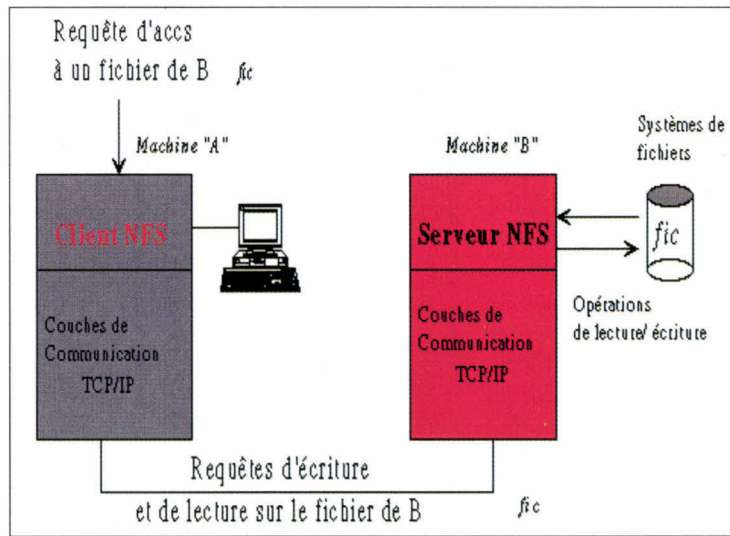 Requête d'accs
à un fichier de B fic
Machine "A"
Machine "B"
Systèmes de
fichiers
Client NFS
Serveur NFS
fic
Couches de
Communication
TCP/IP
Couches de
Communication
TCP/IP
Opérations
de lecture/ écriture
Requêtes d'écriture
et de lecture sur le fichier de B fic